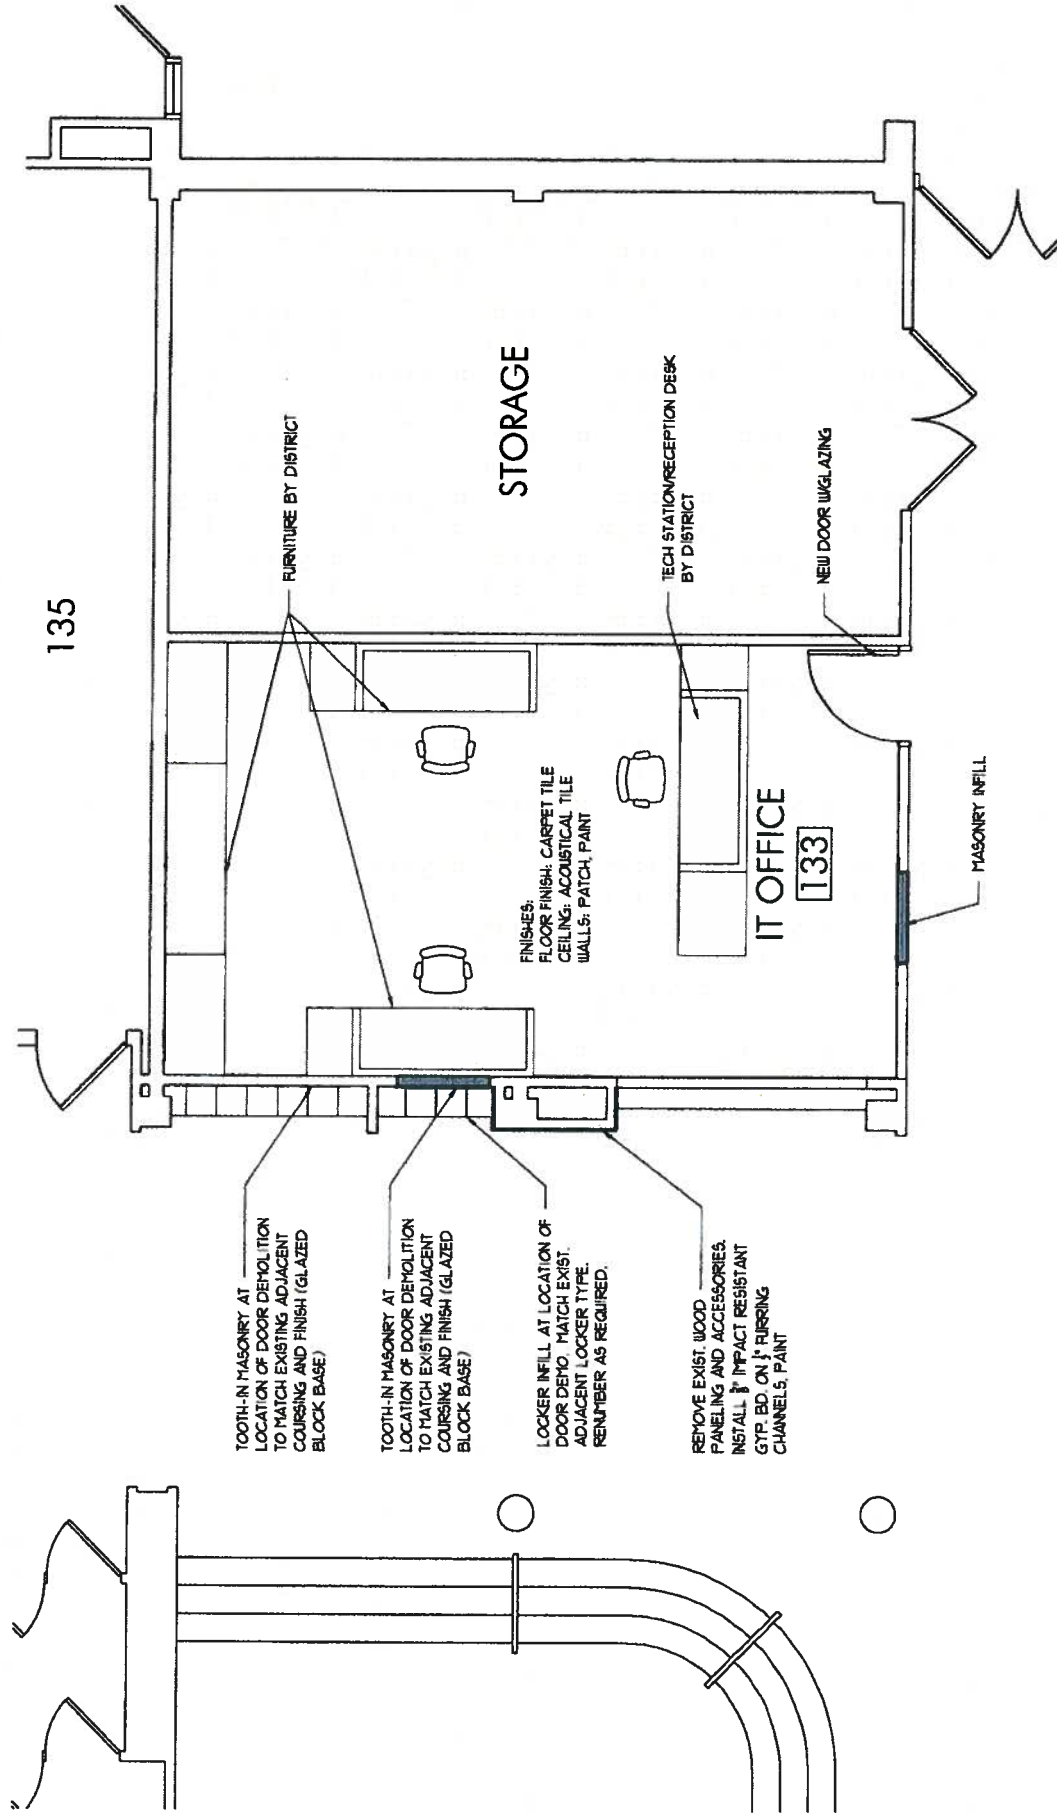 135
FURNITURE BY DISTRICT
STORAGE
TECH STATION/RECEPTION DESK
BY DISTRICT
NEW DOOR W/GLAZING
FINISHES:
FLOOR FINISH: CARPET TILE
CEILING: ACOUSTICAL TILE
WALLS: PATCH, PAINT
IT OFFICE
133
MASONRY INFILL
TOOTH-IN MASONRY AT
LOCATION OF DOOR DEMOLITION
TO MATCH EXISTING ADJACENT
COURSING AND FINISH (GLAZED
BLOCK BASE)
TOOTH-IN MASONRY AT
LOCATION OF DOOR DEMOLITION
TO MATCH EXISTING ADJACENT
COURSING AND FINISH (GLAZED
BLOCK BASE)
LOCKER INFILL AT LOCATION OF
DOOR DEMO. MATCH EXIST.
ADJACENT LOCKER TYPE.
RENUMBER AS REQUIRED.
REMOVE EXIST. WOOD
PANELING AND ACCESSORIES.
INSTALL IMPACT RESISTANT
GYP. BD. ON FURRING
CHANNELS, PAINT